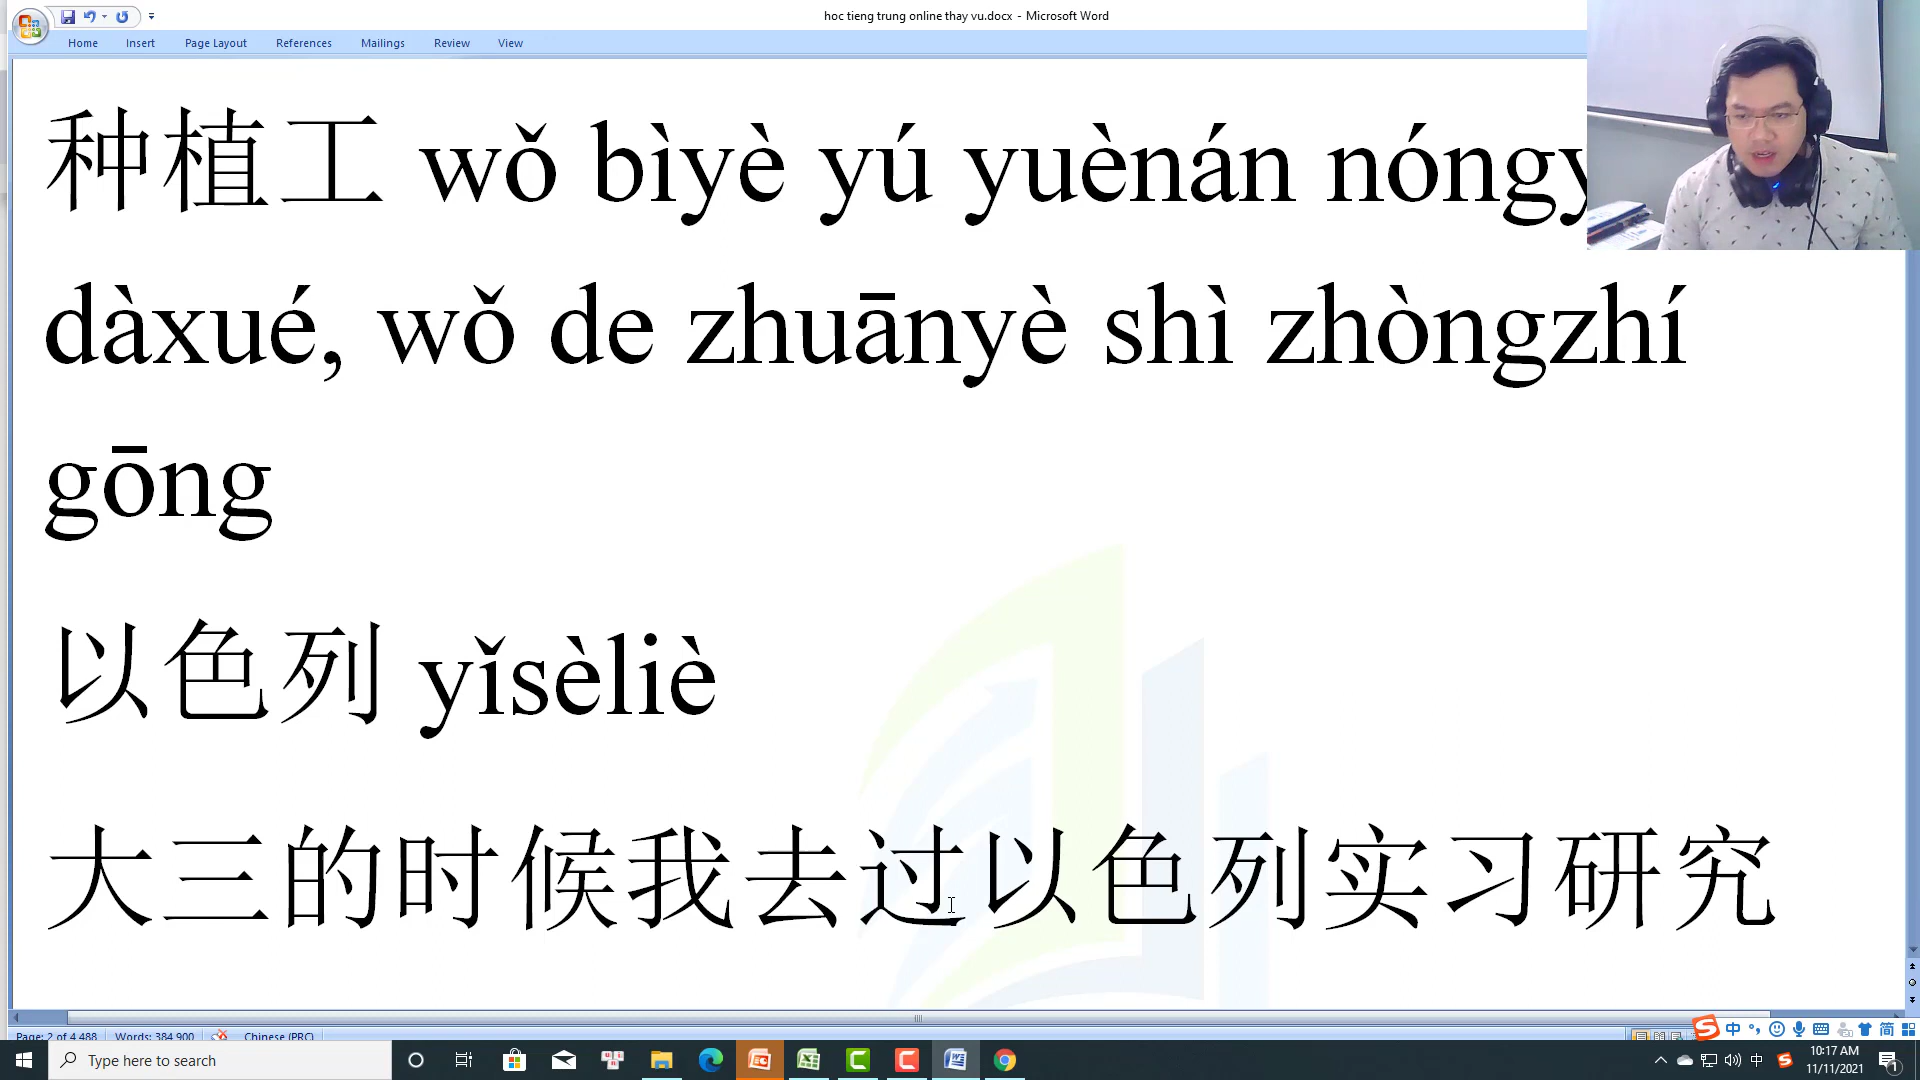 hoc tieng trung online thay vu.docx - Microsoft Word
Home Insert Page Layout References Mailings Review View
种植工 wǒ bìyè yú yuènán nóngy
dàxué, wǒ de zhuānyè shì zhòngzhí
gōng
以色列 yǐsèliè
大三的时候我去过以色列实习研究
Page: 2 of 4,488 Words: 384,900 Chinese (PRC)
中 简
Type here to search
中
10:17 AM
11/11/2021